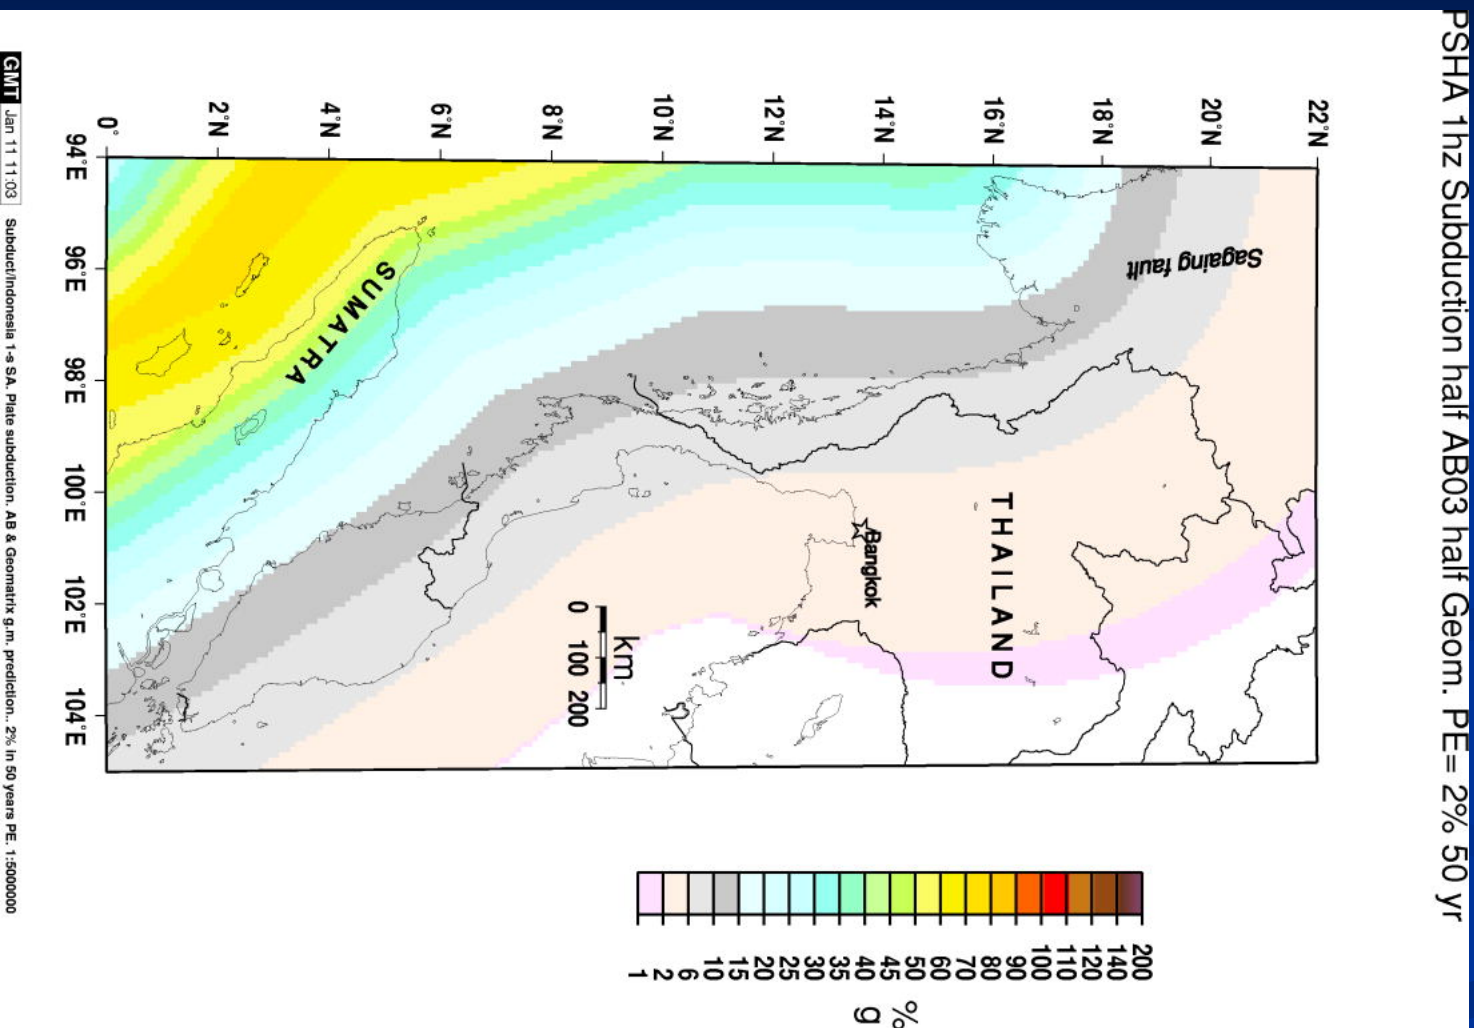 PSHA 1hz Subduction half half AB03 half Geom. PE= 2% 50 yr
22°N
20°N
18°N
16°N
14°N
12°N
10°N
8°N
6°N
4°N
2°N
0°
94°E
96°E
98°E
100°E
102°E
104°E
Sagaing fault
SUMATRA
THAILAND
Bangkok
km
0 100 200
1 2 6 10 15 20 25 30 35 40 45 50 60 70 80 90 100 110 120 140 200
% g
GMT Jan 11 11:03 Subduct/Indonesia 1-s SA. Plate subduction. AB & Geomatrix g.m. prediction.. 2% in 50 years PE. 1:5000000